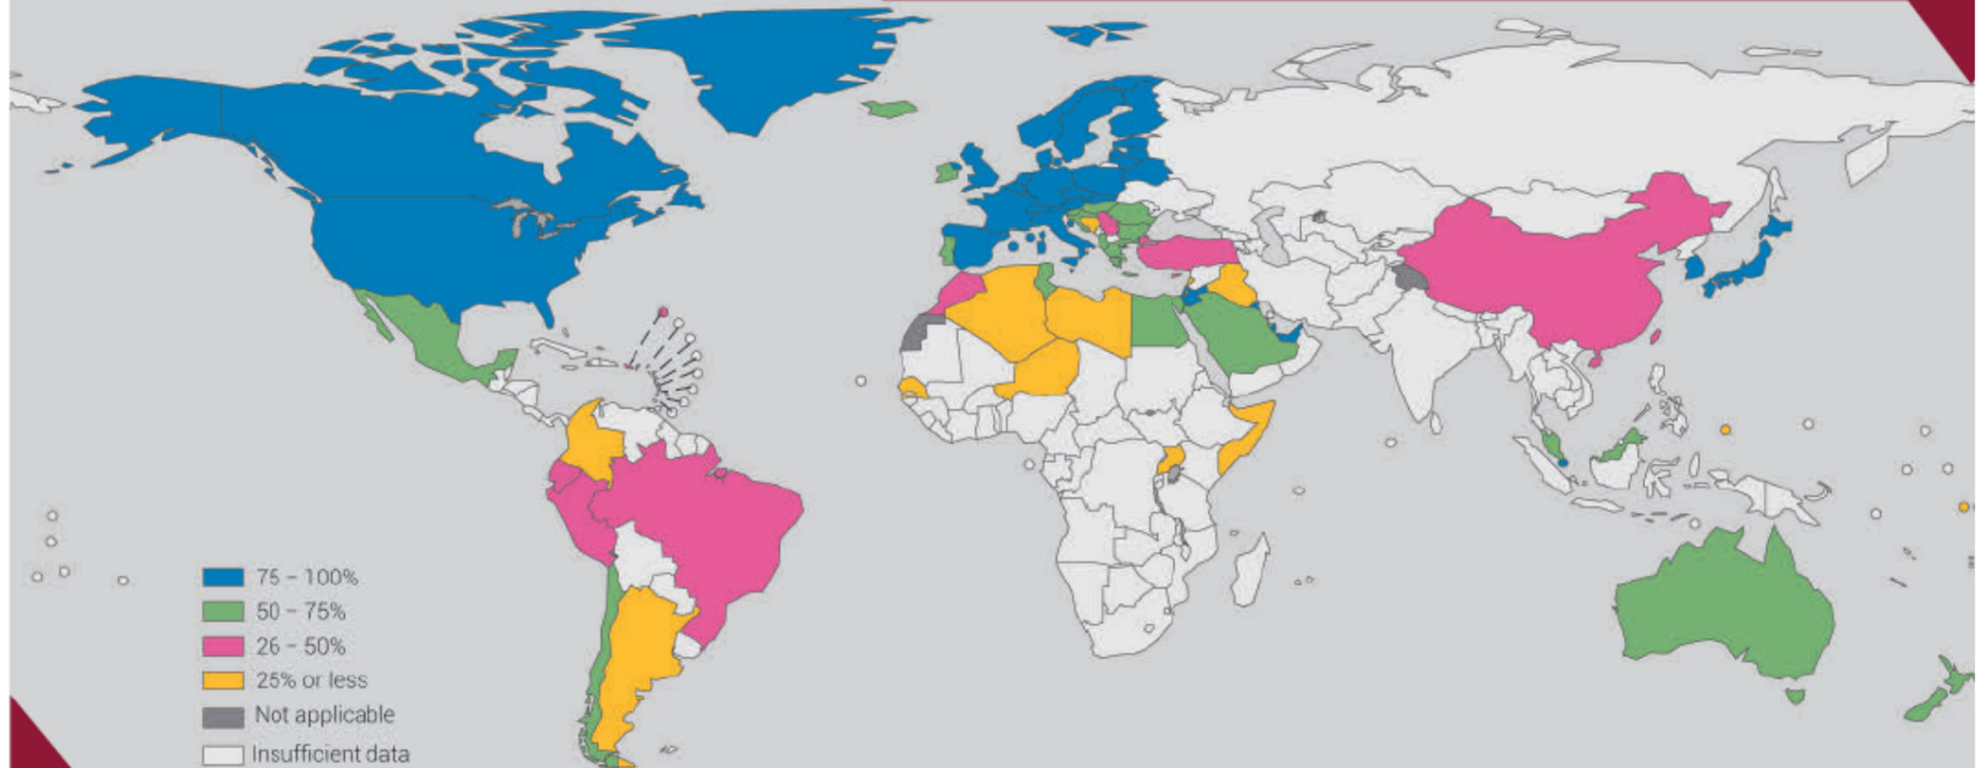 75 – 100%
50 – 75%
26 – 50%
25% or less
Not applicable
Insufficient data